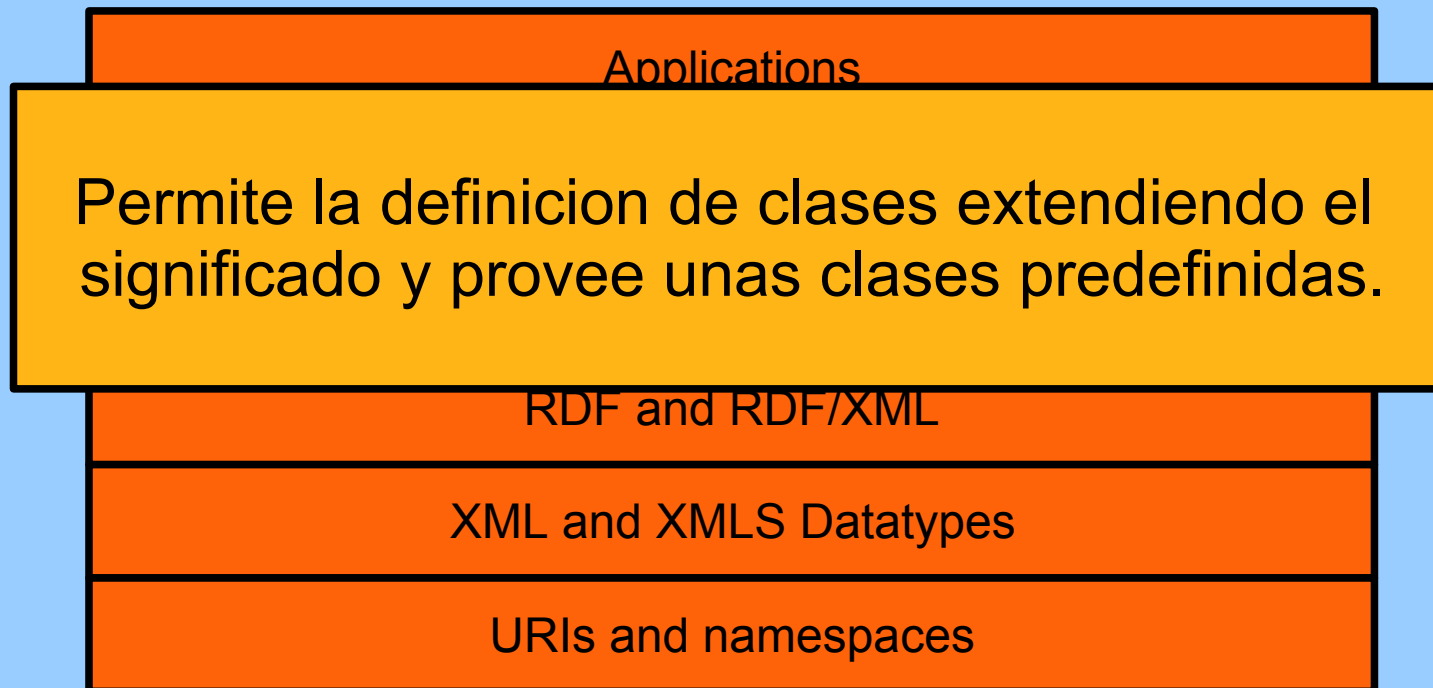 Applications
Permite la definicion de clases extendiendo el
significado y provee unas clases predefinidas.
RDF and RDF/XML
XML and XMLS Datatypes
URIs and namespaces